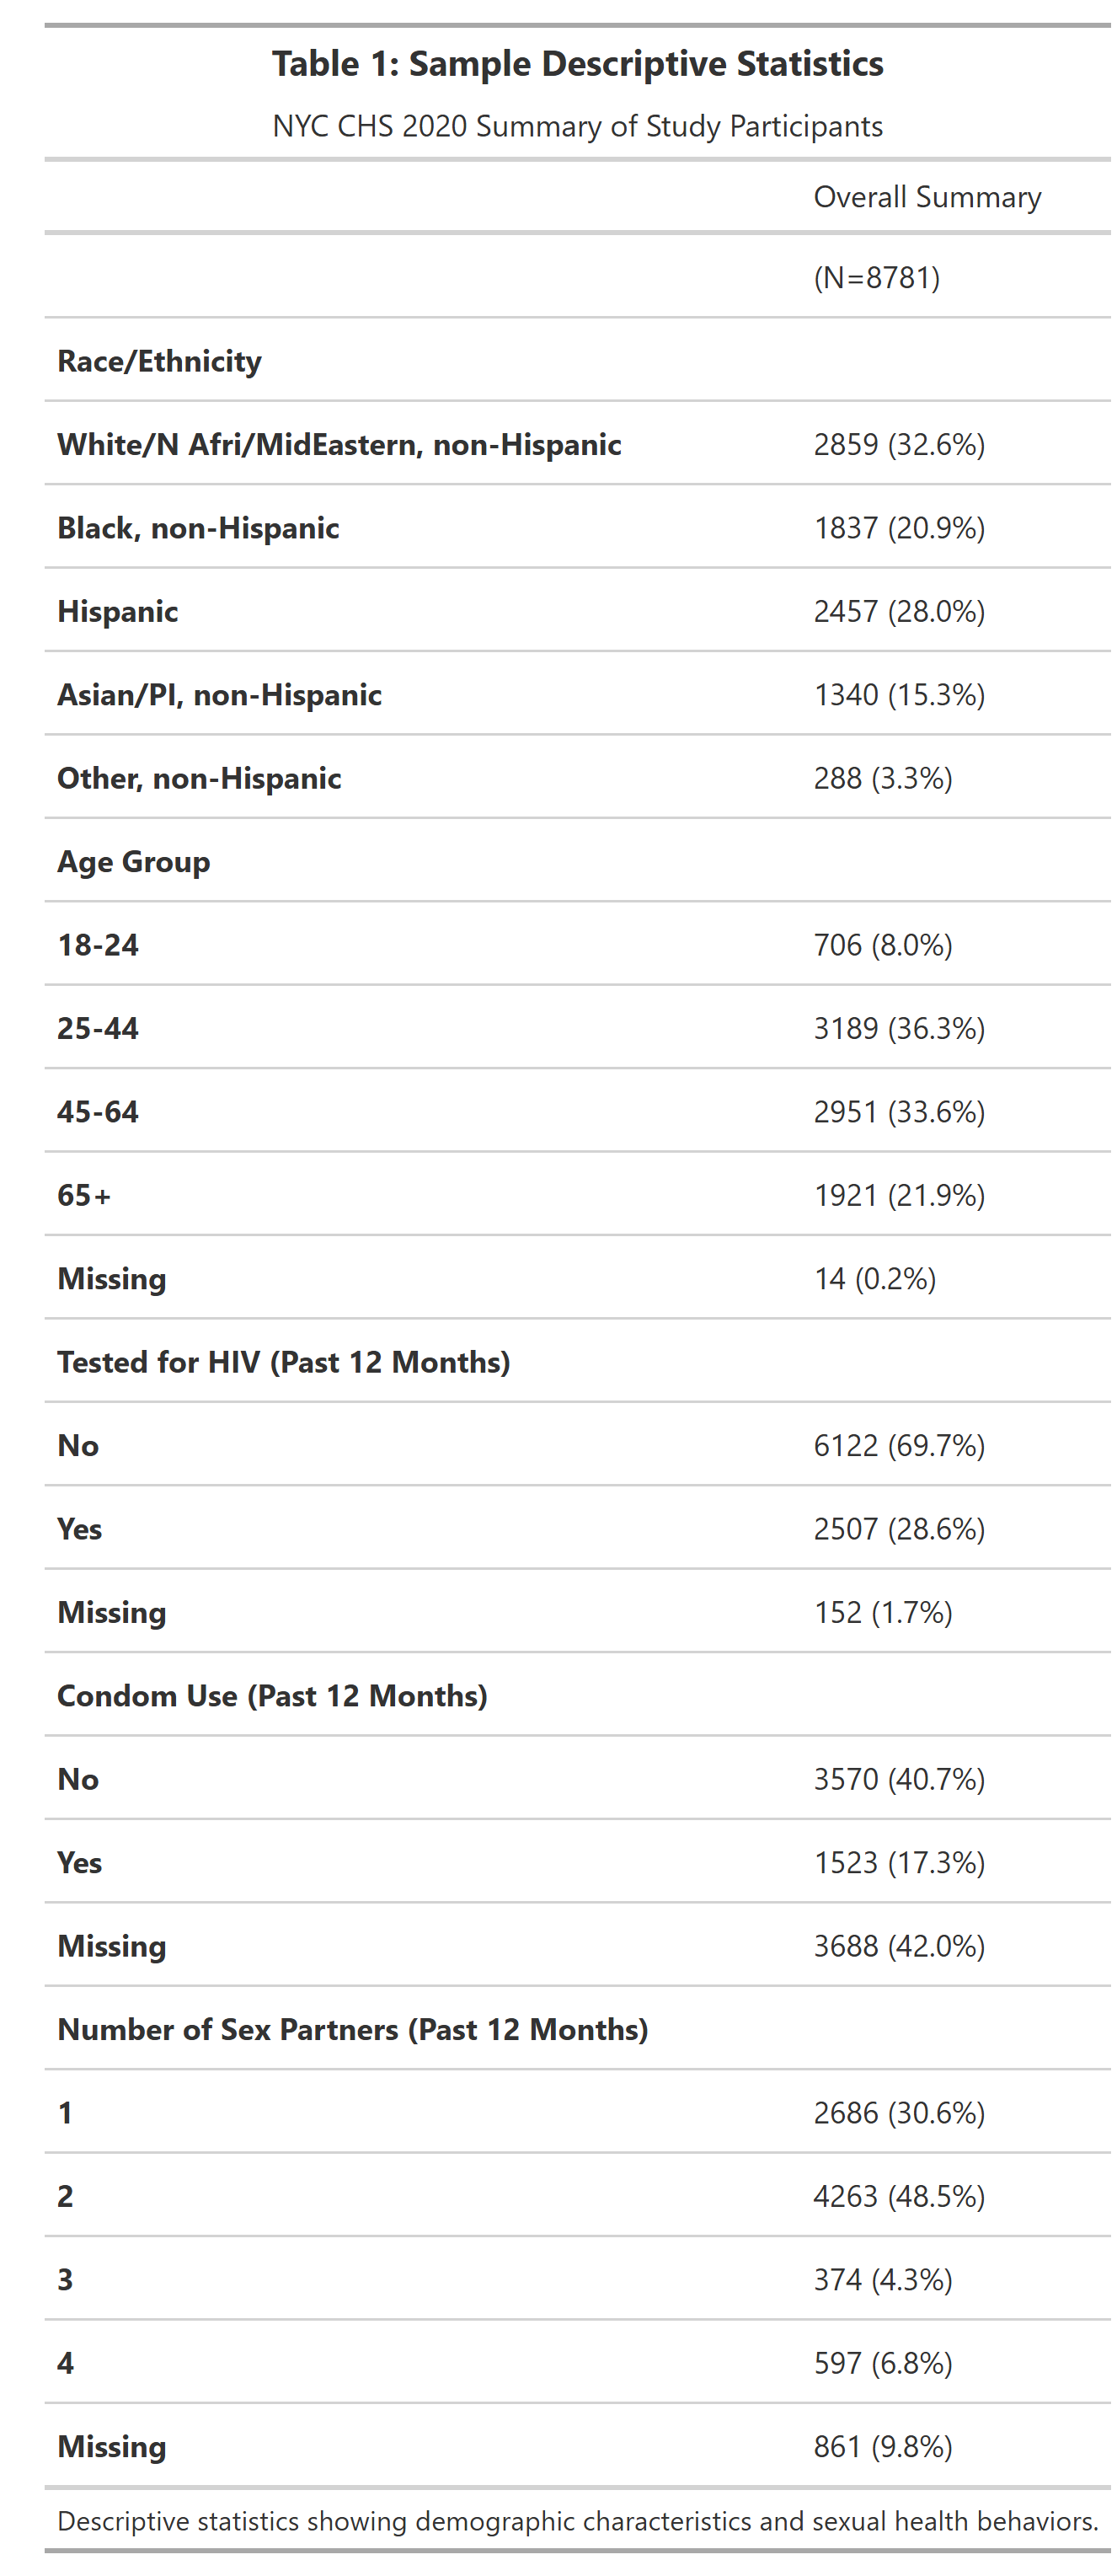 Table 1: Sample Descriptive Statistics
NYC CHS 2020 Summary of Study Participants
Overall Summary
(N=8781)
Race/Ethnicity
White/N Afri/MidEastern, non-Hispanic 2859 (32.6%)
Black, non-Hispanic 1837 (20.9%)
Hispanic 2457 (28.0%)
Asian/PI, non-Hispanic 1340 (15.3%)
Other, non-Hispanic 288 (3.3%)
Age Group
18-24 706 (8.0%)
25-44 3189 (36.3%)
45-64 2951 (33.6%)
65+ 1921 (21.9%)
Missing 14 (0.2%)
Tested for HIV (Past 12 Months)
No 6122 (69.7%)
Yes 2507 (28.6%)
Missing 152 (1.7%)
Condom Use (Past 12 Months)
No 3570 (40.7%)
Yes 1523 (17.3%)
Missing 3688 (42.0%)
Number of Sex Partners (Past 12 Months)
1 2686 (30.6%)
2 4263 (48.5%)
3 374 (4.3%)
4 597 (6.8%)
Missing 861 (9.8%)
Descriptive statistics showing demographic characteristics and sexual health behaviors.